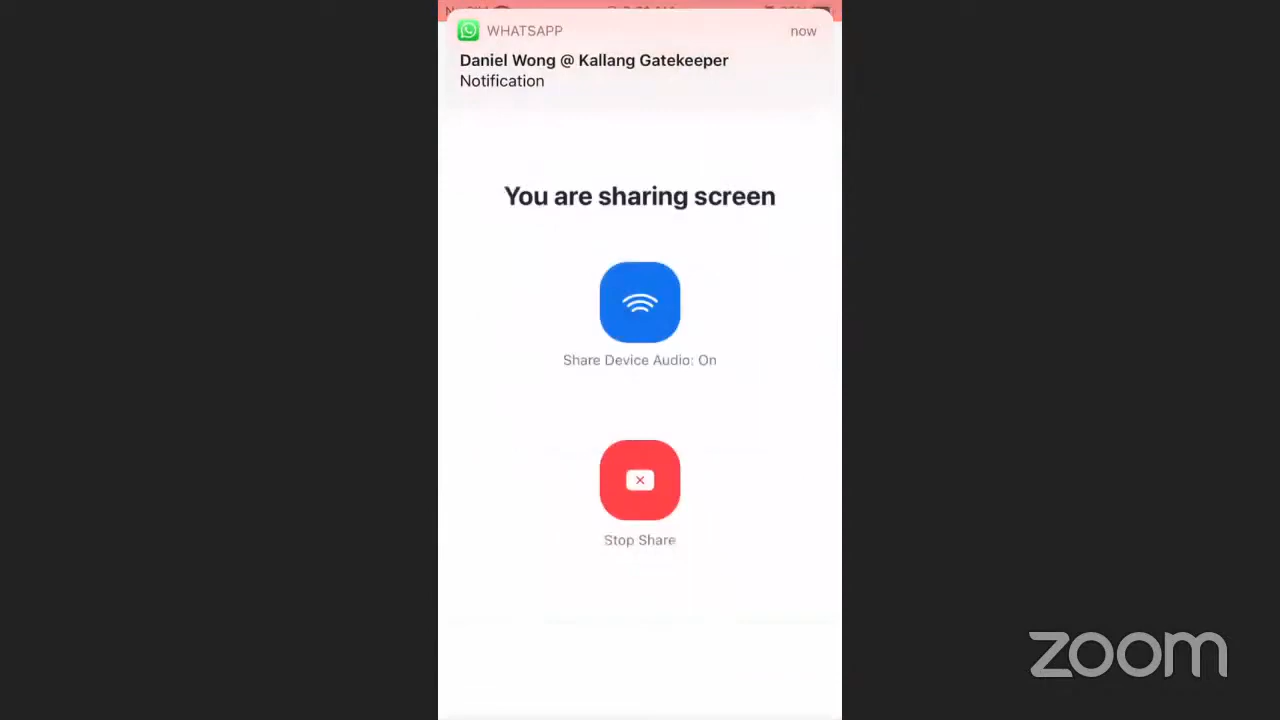 WHATSAPP
now
Daniel Wong @ Kallang Gatekeeper
Notification
You are sharing screen
Share Device Audio: On
Stop Share
zoom